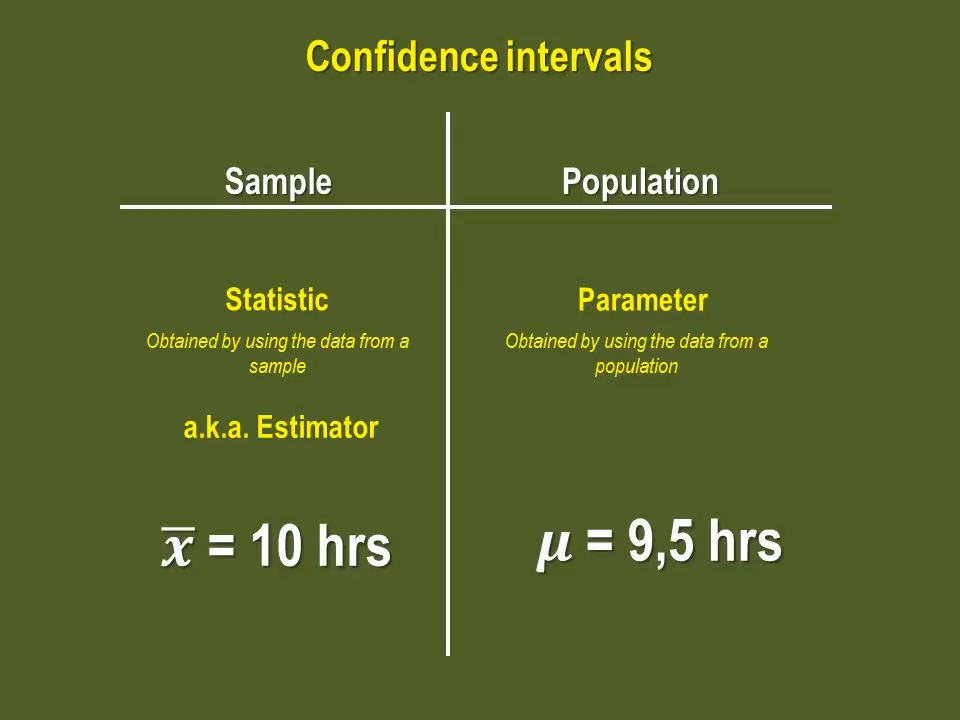 Confidence intervals
Sample
Population
Statistic
Obtained by using the data from a
sample
a.k.a. Estimator
x̅ = 10 hrs
Parameter
Obtained by using the data from a
population
μ = 9,5 hrs